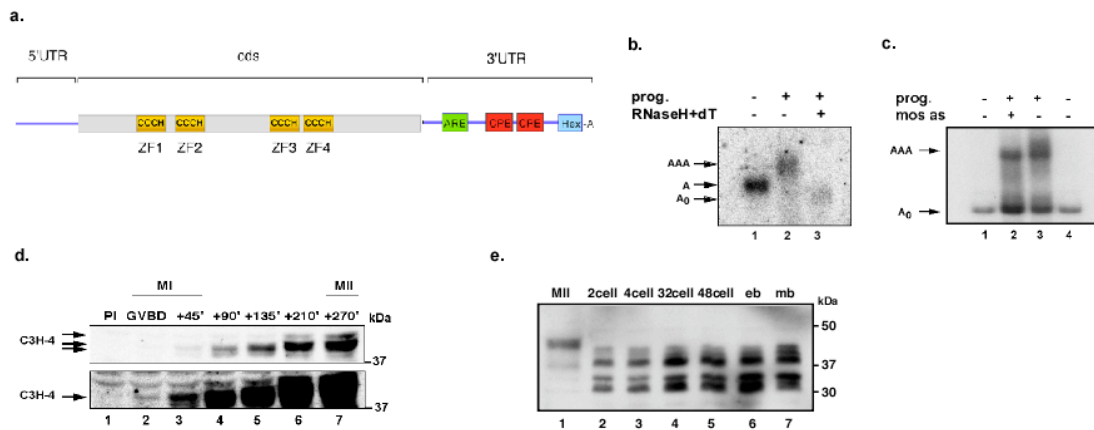 a.
5'UTR cds 3'UTR
CCCH CCCH CCCH CCCH ARE CPE CPE Hex-A
ZF1 ZF2 ZF3 ZF4
b.
prog. - + +
RNaseH+dT - - +
AAA
A
A0
1 2 3
c.
prog. - + + -
mos as - + - -
AAA
A0
1 2 3 4
d.
MI MII
PI GVBD +45' +90' +135' +210' +270' kDa
C3H-4
37
C3H-4
37
1 2 3 4 5 6 7
e.
MII 2cell 4cell 32cell 48cell eb mb
kDa
50
37
30
1 2 3 4 5 6 7